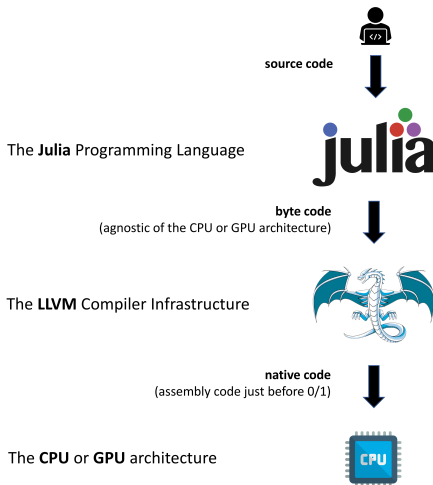 </>
source code
julia
The Julia Programming Language
byte code
(agnostic of the CPU or GPU architecture)
The LLVM Compiler Infrastructure
native code
(assembly code just before 0/1)
The CPU or GPU architecture
CPU